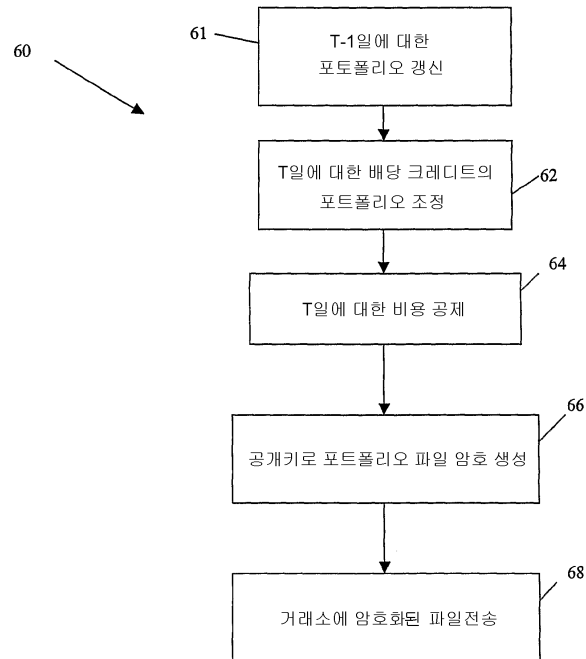 60
61
T-1일에 대한
포토폴리오 갱신
T일에 대한 배당 크레디트의
포트폴리오 조정
62
64
T일에 대한 비용 공제
66
공개키로 포트폴리오 파일 암호 생성
68
거래소에 암호화된 파일전송